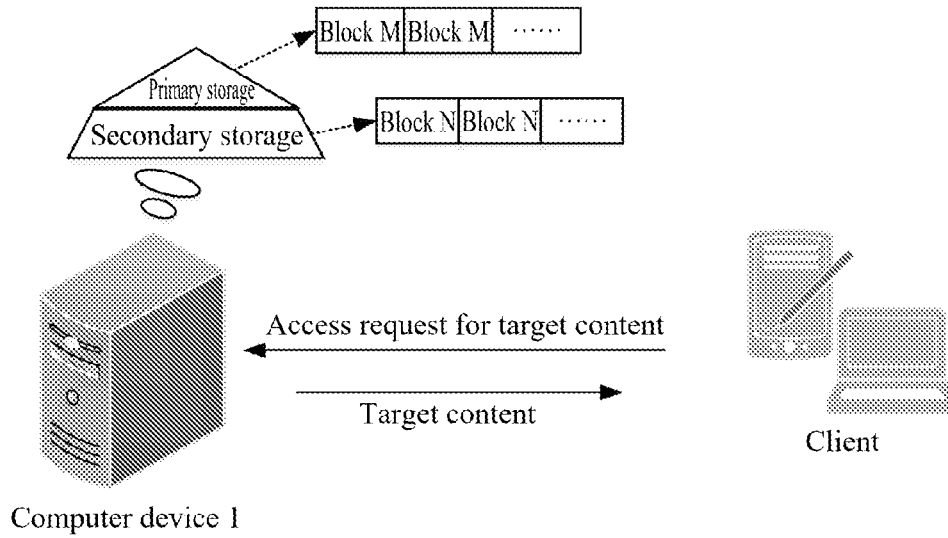 Block M Block M ······
Primary storage
Block N Block N ······
Secondary storage
Access request for target content
Target content
Client
Computer device 1